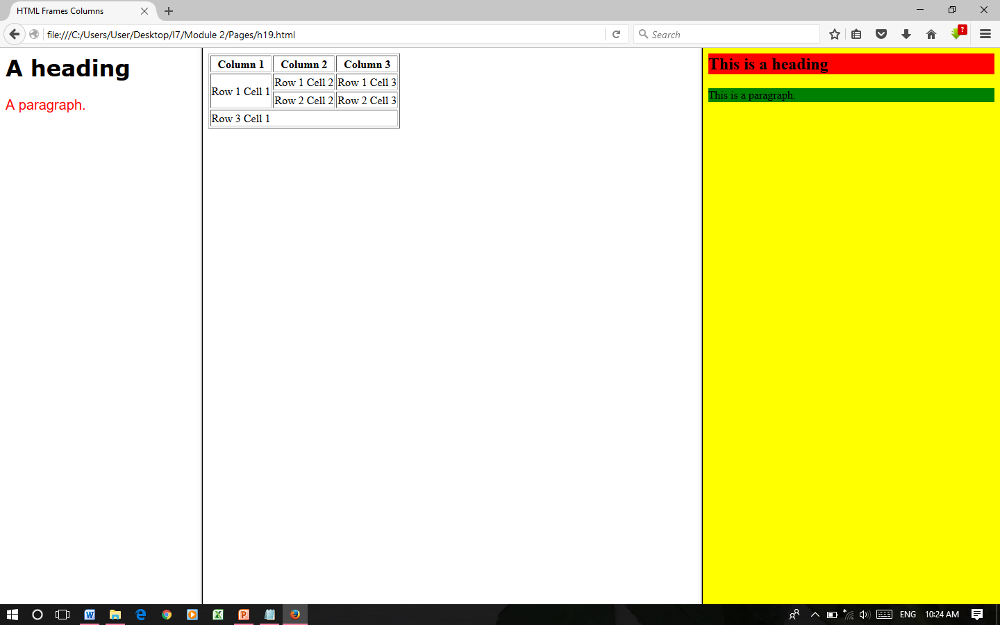 HTML Frames Columns
file:///C:/Users/User/Desktop/I7/Module 2/Pages/h19.html
Search
?
A heading
A paragraph.
Column 1 Column 2 Column 3
Row 1 Cell 1 Row 1 Cell 2 Row 1 Cell 3
Row 2 Cell 2 Row 2 Cell 3
Row 3 Cell 1
This is a heading
This is a paragraph.
ENG 10:24 AM